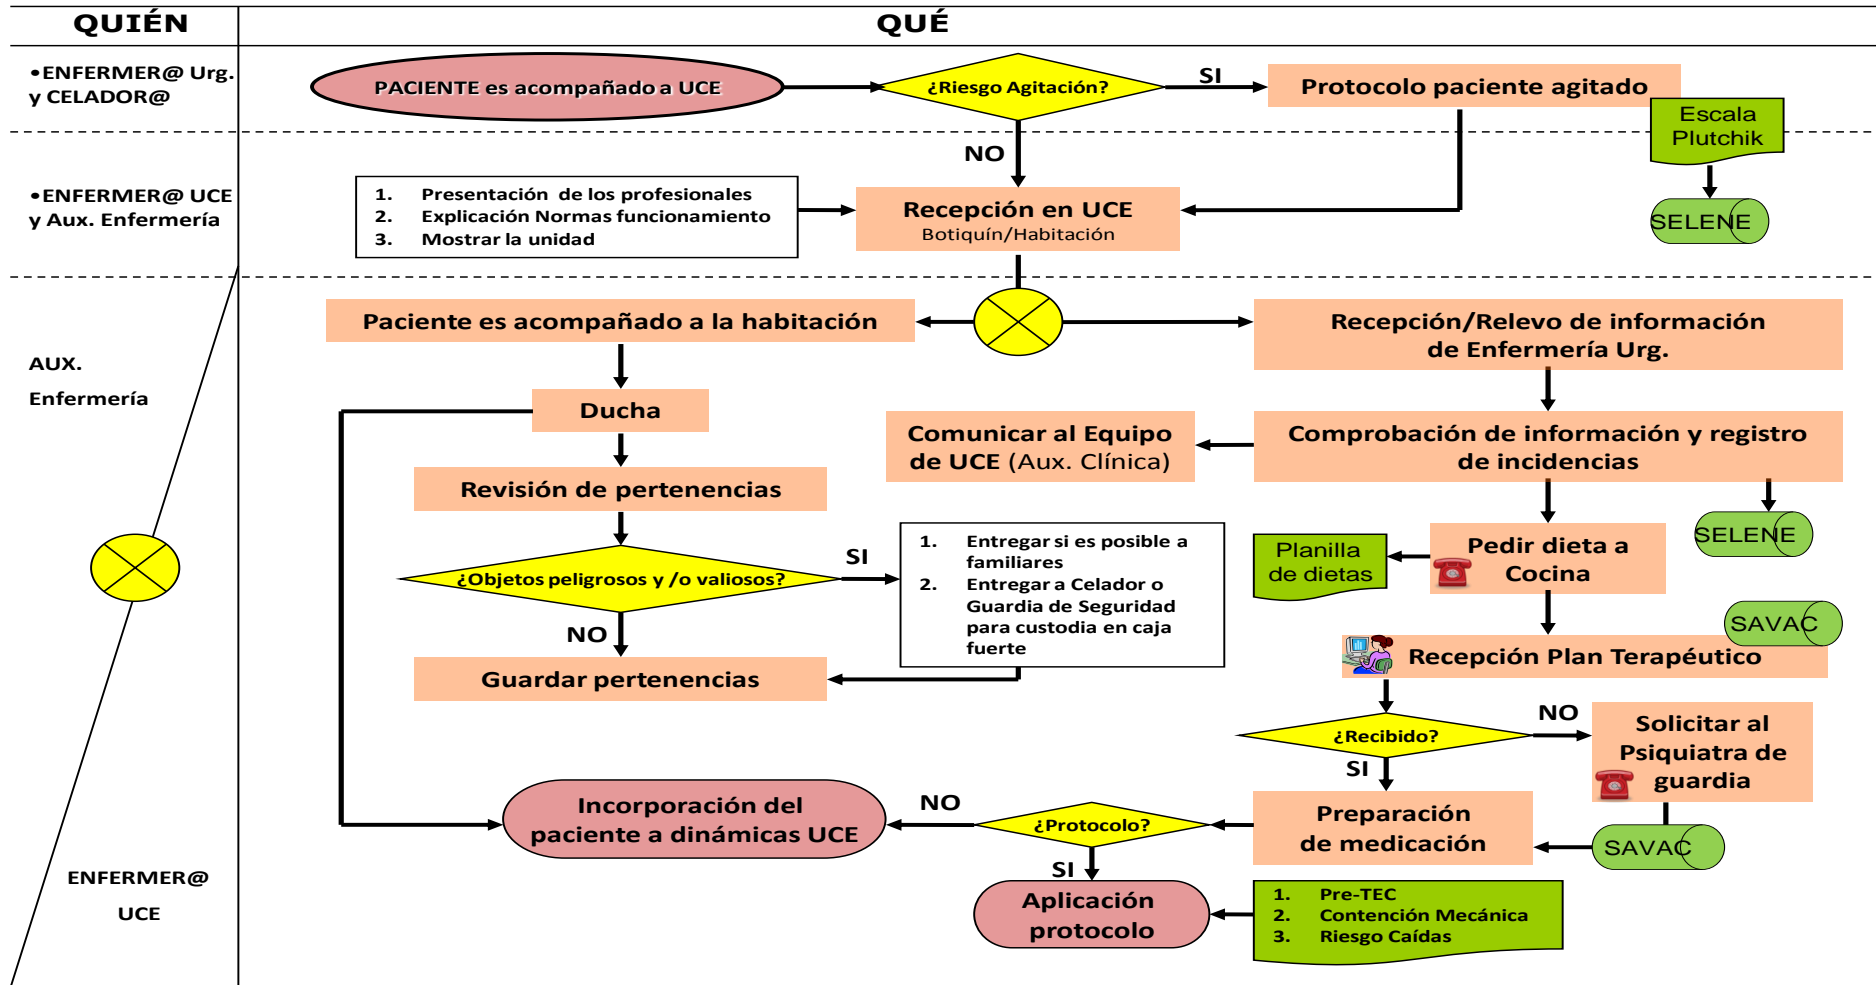 QUIÉN
QUÉ
•ENFERMER@ Urg.
y CELADOR@
PACIENTE es acompañado a UCE
¿Riesgo Agitación?
SI
Protocolo paciente agitado
Escala
Plutchik
NO
•ENFERMER@ UCE
y Aux. Enfermería
1. Presentación de los profesionales
2. Explicación Normas funcionamiento
3. Mostrar la unidad
Recepción en UCE
Botiquín/Habitación
SELENE
Paciente es acompañado a la habitación
Recepción/Relevo de información
de Enfermería Urg.
AUX.
Enfermería
Ducha
Comunicar al Equipo
de UCE (Aux. Clínica)
Comprobación de información y registro
de incidencias
Revisión de pertenencias
SELENE
¿Objetos peligrosos y /o valiosos?
SI
1. Entregar si es posible a
familiares
2. Entregar a Celador o
Guardia de Seguridad
para custodia en caja
fuerte
Planilla
de dietas
Pedir dieta a
Cocina
NO
SAVAC
Guardar pertenencias
Recepción Plan Terapéutico
¿Recibido?
NO
Solicitar al
Psiquiatra de
guardia
SI
Incorporación del
paciente a dinámicas UCE
NO
¿Protocolo?
Preparación
de medicación
SAVAC
SI
ENFERMER@
UCE
Aplicación
protocolo
1. Pre-TEC
2. Contención Mecánica
3. Riesgo Caídas